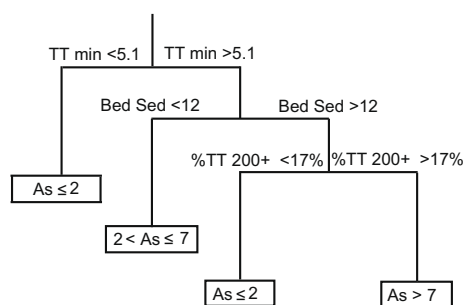 TT min <5.1 TT min >5.1
Bed Sed <12 Bed Sed >12
%TT 200+ <17% %TT 200+ >17%
As ≤ 2
2 < As ≤ 7
As ≤ 2 As > 7